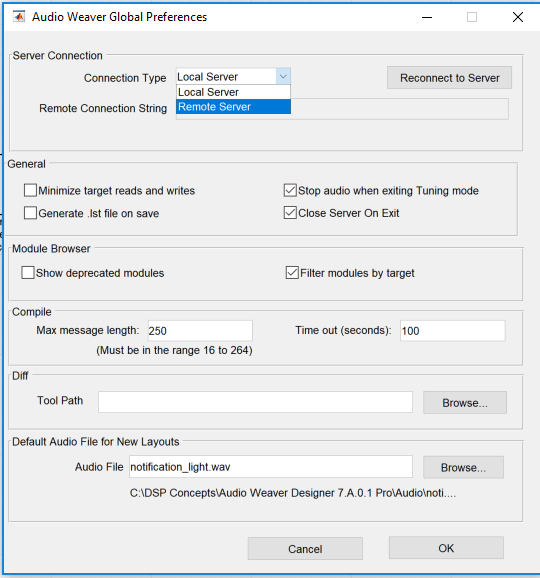 Audio Weaver Global Preferences
Server Connection
Connection Type Local Server Reconnect to Server
Local Server
Remote Connection String Remote Server
General
Minimize target reads and writes Stop audio when exiting Tuning mode
Generate .lst file on save Close Server On Exit
Module Browser
Show deprecated modules Filter modules by target
Compile
Max message length: 250 Time out (seconds): 100
(Must be in the range 16 to 264)
Diff
Tool Path Browse...
Default Audio File for New Layouts
Audio File notification_light.wav Browse...
C:\DSP Concepts\Audio Weaver Designer 7.A.0.1 Pro\Audio\noti....
Cancel OK